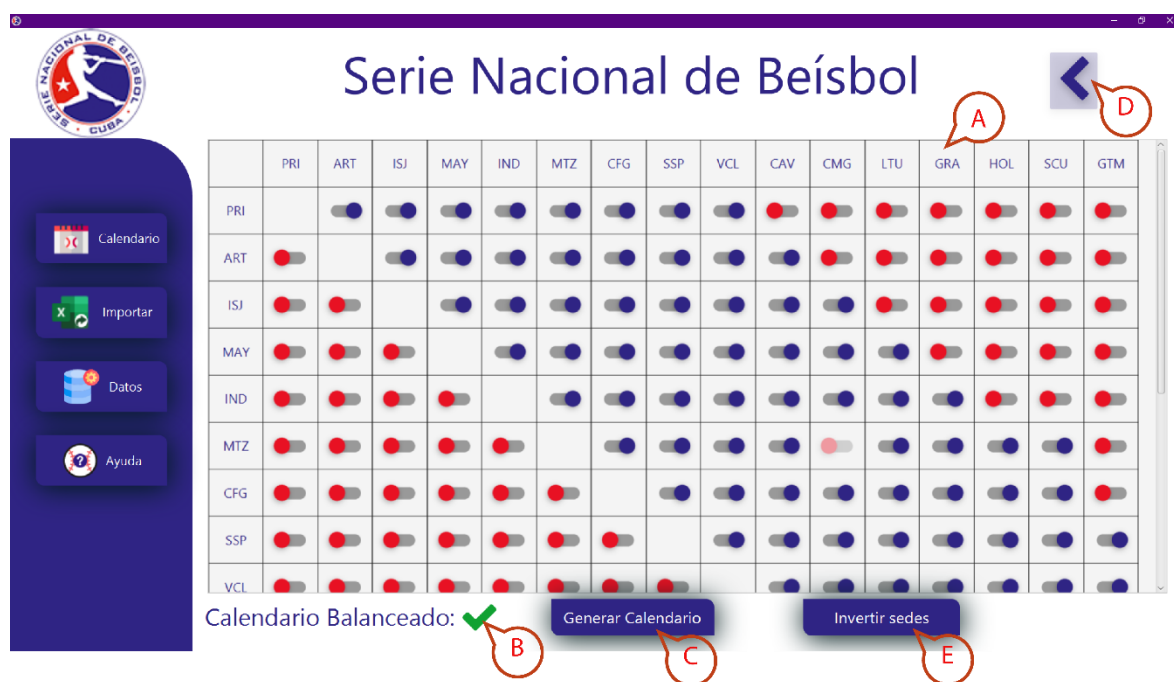 SERIE NACIONAL DE BEISBOL
CUBA
Serie Nacional de Beísbol
D
A
PRI ART ISJ MAY IND MTZ CFG SSP VCL CAV CMG LTU GRA HOL SCU GTM
PRI
Calendario
ART
Importar
ISJ
MAY
Datos
IND
MTZ
Ayuda
CFG
SSP
VCL
Calendario Balanceado:
Generar Calendario
Invertir sedes
B
C
E